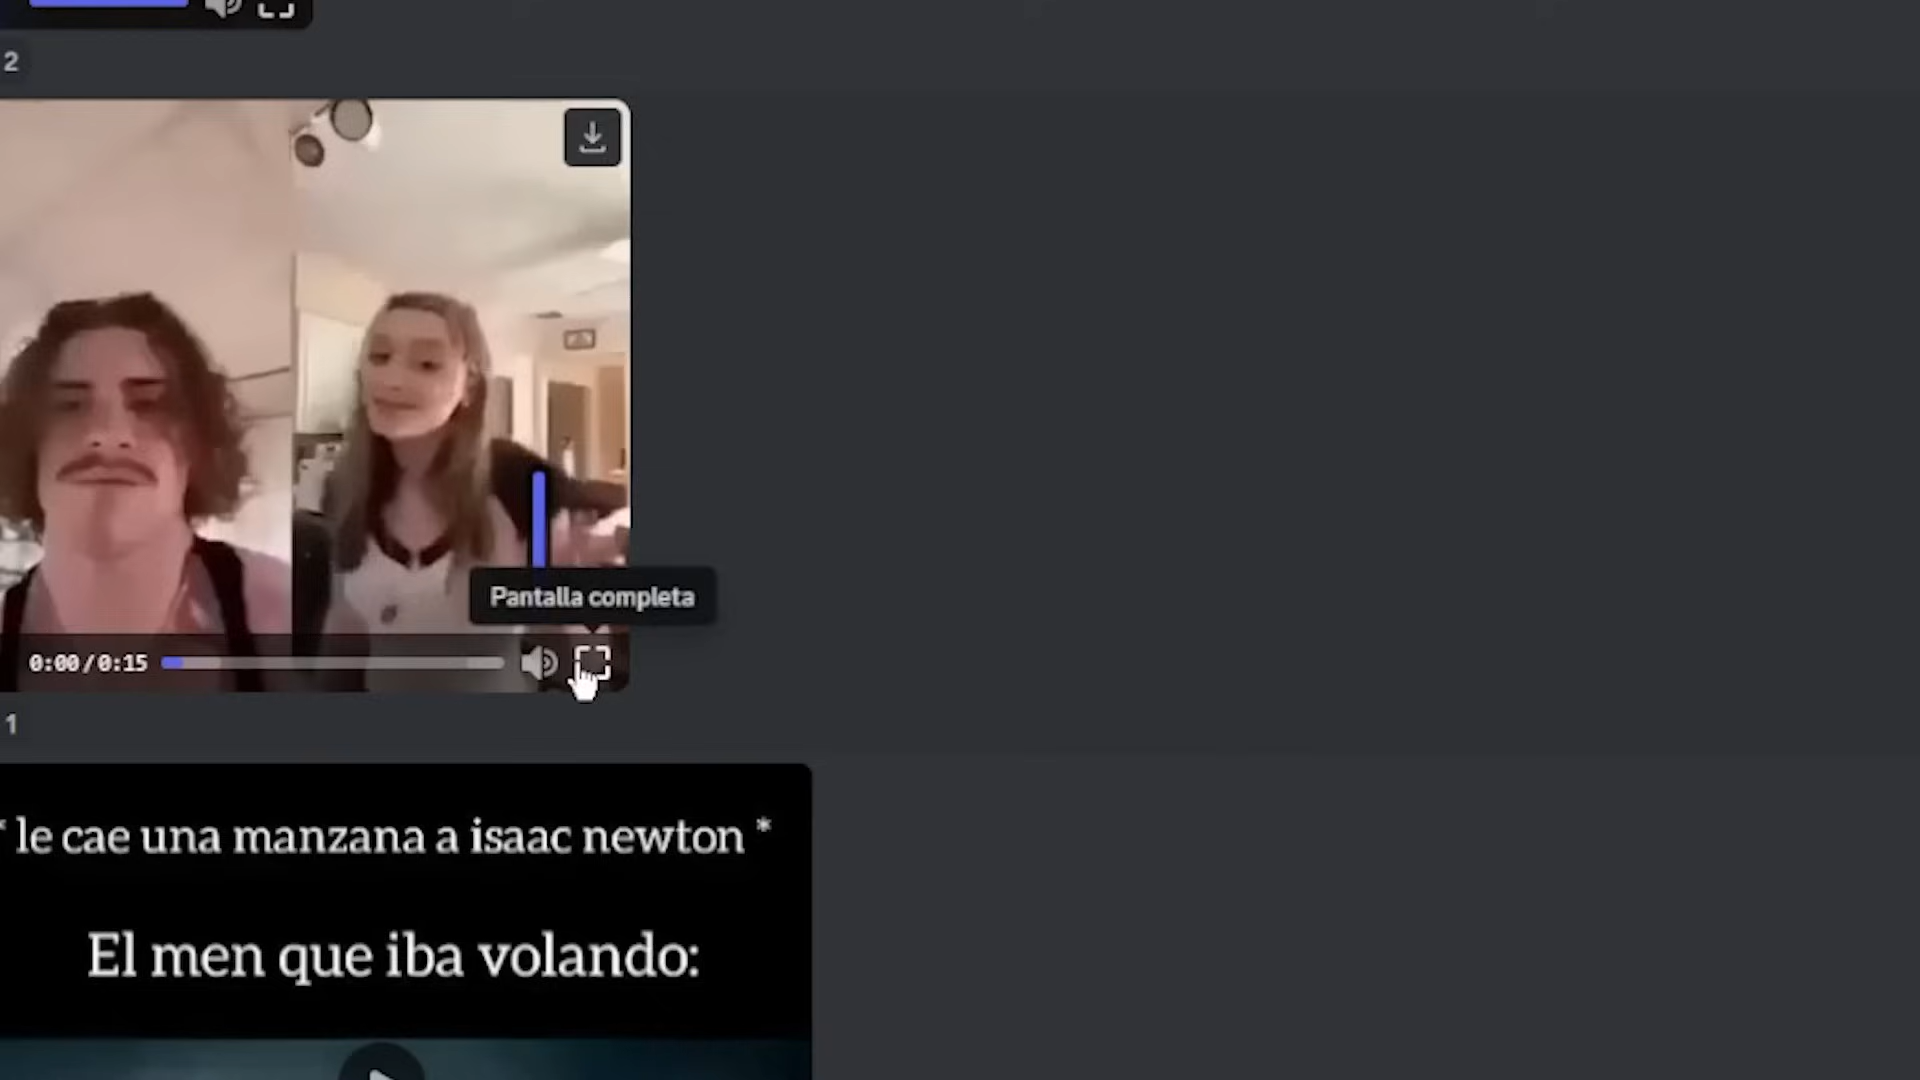 2
Pantalla completa
0:00/0:15
1
* le cae una manzana a isaac newton *
El men que iba volando: